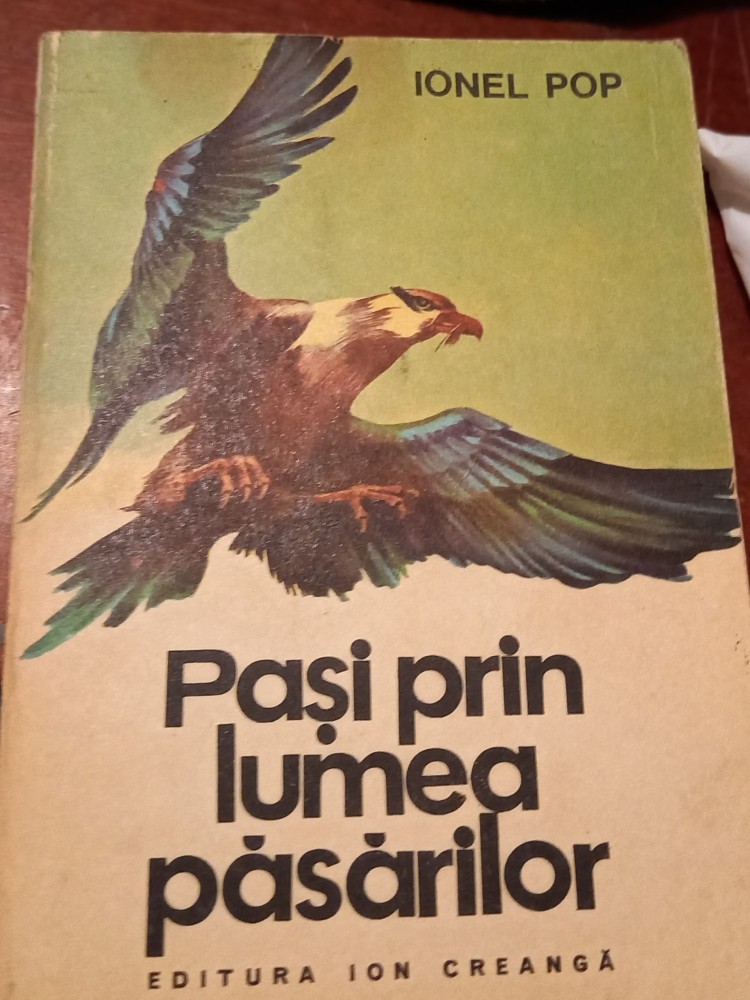 IONEL POP
Pași prin
lumea
păsărilor
EDITURA ION CREANGĂ